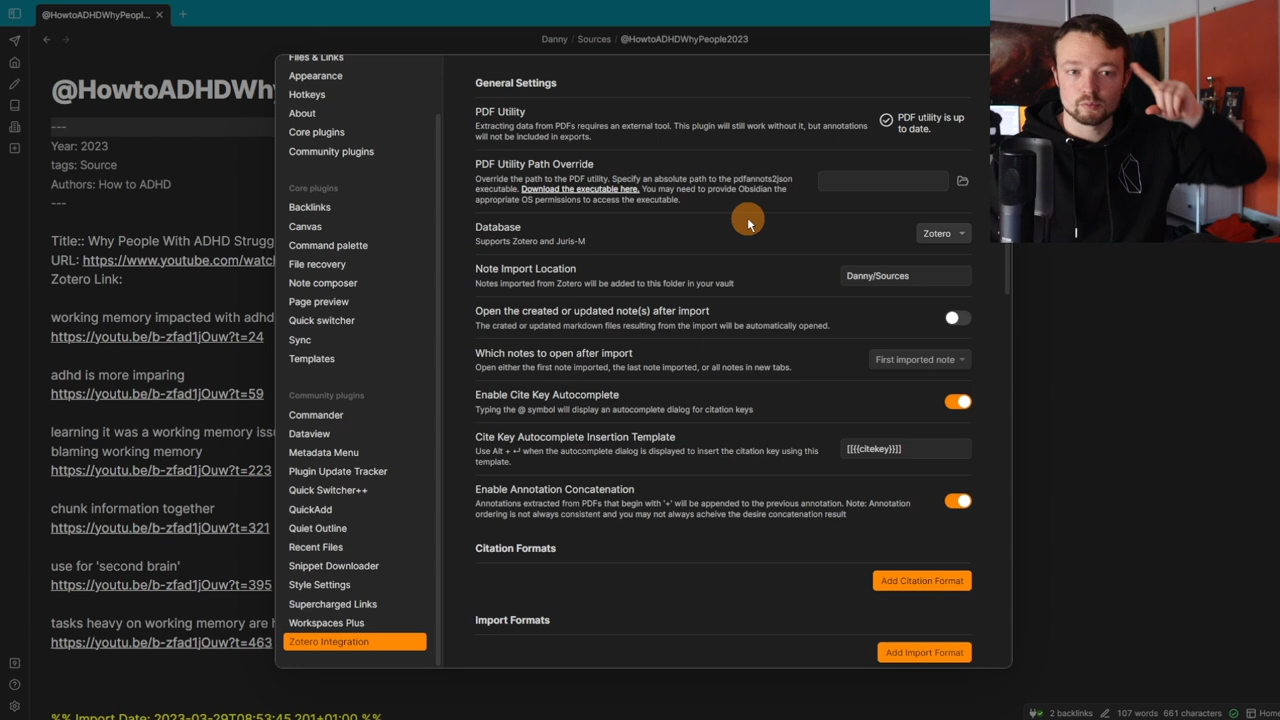 @HowtoADHDWhyPeopl...
Danny / Sources / @HowtoADHDWhyPeople2023
@HowtoADHDWhy
---
Year: 2023
tags: Source
Authors: How to ADHD
---
Title:: Why People With ADHD Strugg
URL: https://www.youtube.com/watc
Zotero Link:
working memory impacted with adhd
https://youtu.be/b-zfad1jOuw?t=24
adhd is more imparing
https://youtu.be/b-zfad1jOuw?t=59
learning it was a working memory issu
blaming working memory
https://youtu.be/b-zfad1jOuw?t=223
chunk information together
https://youtu.be/b-zfad1jOuw?t=321
use for 'second brain'
https://youtu.be/b-zfad1jOuw?t=395
tasks heavy on working memory are h
https://youtu.be/b-zfad1jOuw?t=463
%% Import Date: 2023-03-29T08:53:45.201+01:00 %%
Files & Links
Appearance
Hotkeys
About
Core plugins
Community plugins
Core plugins
Backlinks
Canvas
Command palette
File recovery
Note composer
Page preview
Quick switcher
Sync
Templates
Community plugins
Commander
Dataview
Metadata Menu
Plugin Update Tracker
Quick Switcher++
QuickAdd
Quiet Outline
Recent Files
Snippet Downloader
Style Settings
Supercharged Links
Workspaces Plus
Zotero Integration
General Settings
PDF Utility
Extracting data from PDFs requires an external tool. This plugin will still work without it, but annotations
will not be included in exports.
PDF utility is up
to date.
PDF Utility Path Override
Override the path to the PDF utility. Specify an absolute path to the pdfannots2json
executable. Download the executable here. You may need to provide Obsidian the
appropriate OS permissions to access the executable.
Database
Supports Zotero and Juris-M
Zotero
Note Import Location
Notes imported from Zotero will be added to this folder in your vault
Danny/Sources
Open the created or updated note(s) after import
The crated or updated markdown files resulting from the import will be automatically opened.
Which notes to open after import
Open either the first note imported, the last note imported, or all notes in new tabs.
First imported note
Enable Cite Key Autocomplete
Typing the @ symbol will display an autocomplete dialog for citation keys
Cite Key Autocomplete Insertion Template
Use Alt + ↵ when the autocomplete dialog is displayed to insert the citation key using this
template.
[[{{citekey}}]]
Enable Annotation Concatenation
Annotations extracted from PDFs that begin with '+' will be appended to the previous annotation. Note: Annotation
ordering is not always consistent and you may not always acheive the desire concatenation result
Citation Formats
Add Citation Format
Import Formats
Add Import Format
2 backlinks
107 words
661 characters
Hom